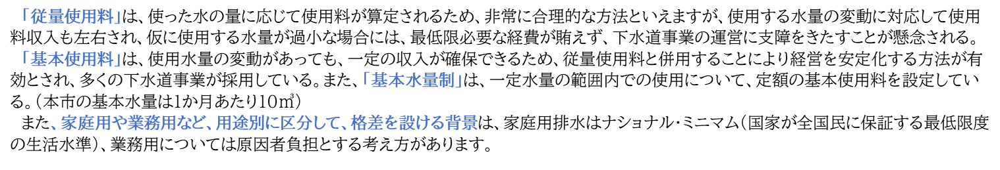 「従量使用料」は、使った水の量に応じて使用料が算定されるため、非常に合理的な方法といえますが、使用する水量の変動に対応して使用
料収入も左右され、仮に使用する水量が過小な場合には、最低限必要な経費が賄えず、下水道事業の運営に支障をきたすことが懸念される。
「基本使用料」は、使用水量の変動があっても、一定の収入が確保できるため、従量使用料と併用することにより経営を安定化する方法が有
効とされ、多くの下水道事業が採用している。また、「基本水量制」は、一定水量の範囲内での使用について、定額の基本使用料を設定してい
る。（本市の基本水量は1か月あたり10㎥）
また、家庭用や業務用など、用途別に区分して、格差を設ける背景は、家庭用排水はナショナル・ミニマム（国家が全国民に保証する最低限度
の生活水準）、業務用については原因者負担とする考え方があります。